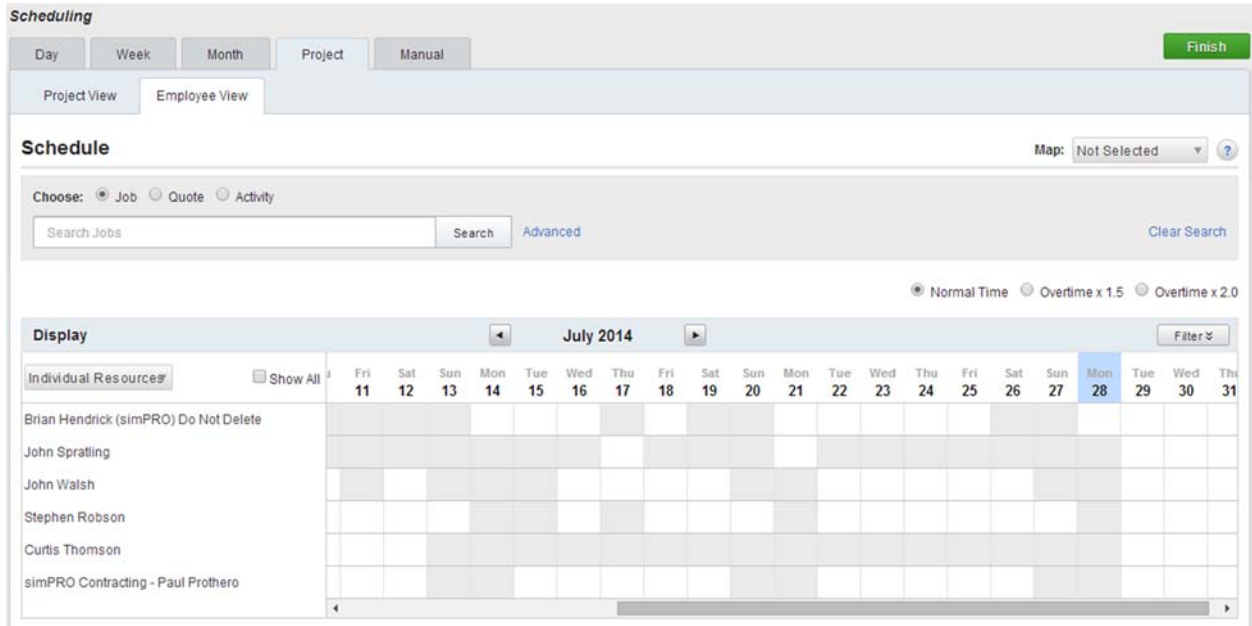 Scheduling
Day Week Month Project Manual Finish
Project View Employee View
Schedule Map: Not Selected ?
Choose: Job Quote Activity
Search Jobs Search Advanced Clear Search
Normal Time Overtime x 1.5 Overtime x 2.0
Display July 2014 Filter
Individual Resources Show All Fri Sat Sun Mon Tue Wed Thu Fri Sat Sun Mon Tue Wed Thu Fri Sat Sun Mon Tue Wed Thu
11 12 13 14 15 16 17 18 19 20 21 22 23 24 25 26 27 28 29 30 31
Brian Hendrick (simPRO) Do Not Delete
John Spratling
John Walsh
Stephen Robson
Curtis Thomson
simPRO Contracting - Paul Prothero